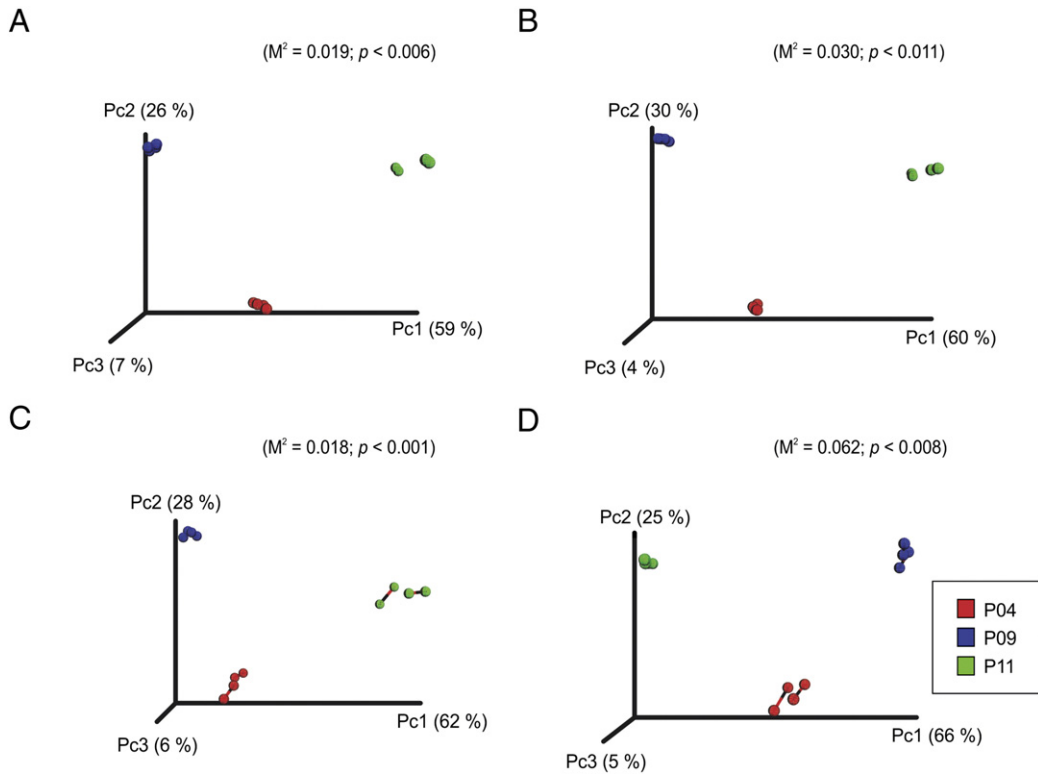 A
(M² = 0.019; p < 0.006)
Pc2 (26 %)
Pc1 (59 %)
Pc3 (7 %)
B
(M² = 0.030; p < 0.011)
Pc2 (30 %)
Pc1 (60 %)
Pc3 (4 %)
C
(M² = 0.018; p < 0.001)
Pc2 (28 %)
Pc1 (62 %)
Pc3 (6 %)
D
(M² = 0.062; p < 0.008)
Pc2 (25 %)
Pc1 (66 %)
Pc3 (5 %)
P04
P09
P11